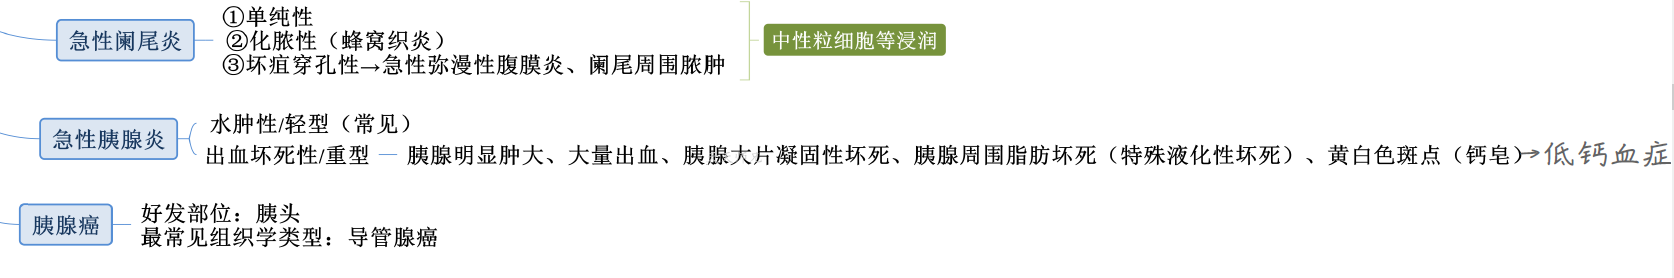 急性阑尾炎
①单纯性
②化脓性（蜂窝织炎）
③坏疽穿孔性→急性弥漫性腹膜炎、阑尾周围脓肿
中性粒细胞等浸润
急性胰腺炎
水肿性/轻型（常见）
出血坏死性/重型
胰腺明显肿大、大量出血、胰腺大片凝固性坏死、胰腺周围脂肪坏死（特殊液化性坏死）、黄白色斑点（钙皂）→低钙血症
胰腺癌
好发部位：胰头
最常见组织学类型：导管腺癌